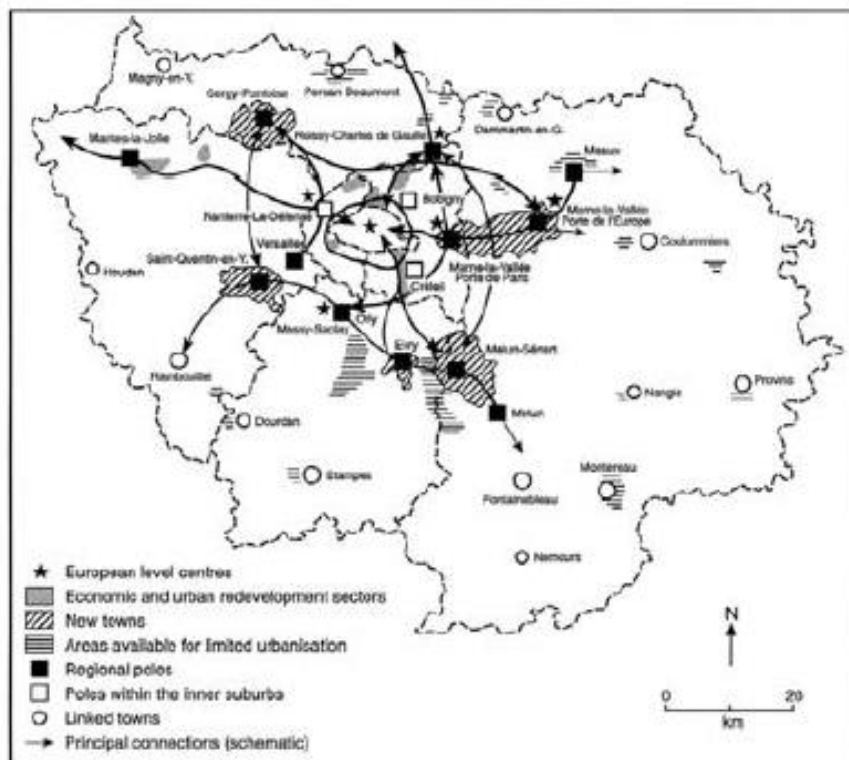 Magny-en-Y.
Persan Beaumont
Cergy-Pontoise
Dammartin-en-G.
Mantes-la-Jolie
Roissy-Charles de Gaulle
Meaux
Bobigny
Nanterre-La-Défense
Marne-la-Vallée
Porte de l'Europe
Versailles
Coulommiers
Saint-Quentin-en-Y.
Houdan
Marne-la-Vallée
Porte de Paris
Créteil
Orly
Massy-Saclay
Evry
Melun-Sénart
Rambouillet
Nangis
Provins
Dourdan
Melun
Etampes
Montereau
Fontainebleau
Nemours
European level centres
Economic and urban redevelopment sectors
New towns
Areas available for limited urbanisation
Regional poles
Poles within the inner suburbs
Linked towns
Principal connections (schematic)
N
0 20
km